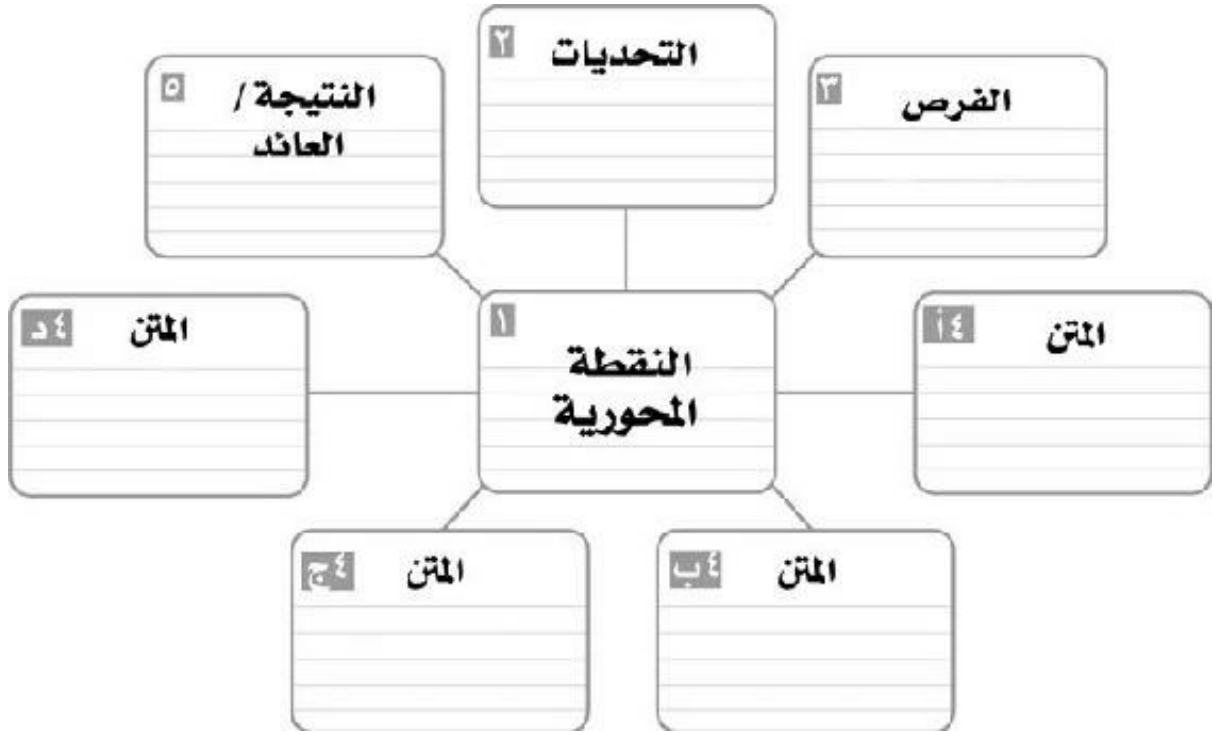 ٢
التحديات
٣
الفرص
٥
النتيجة /
العائد
١
النقطة
المحورية
٤أ
المتن
٤د
المتن
٤ب
المتن
٤ج
المتن